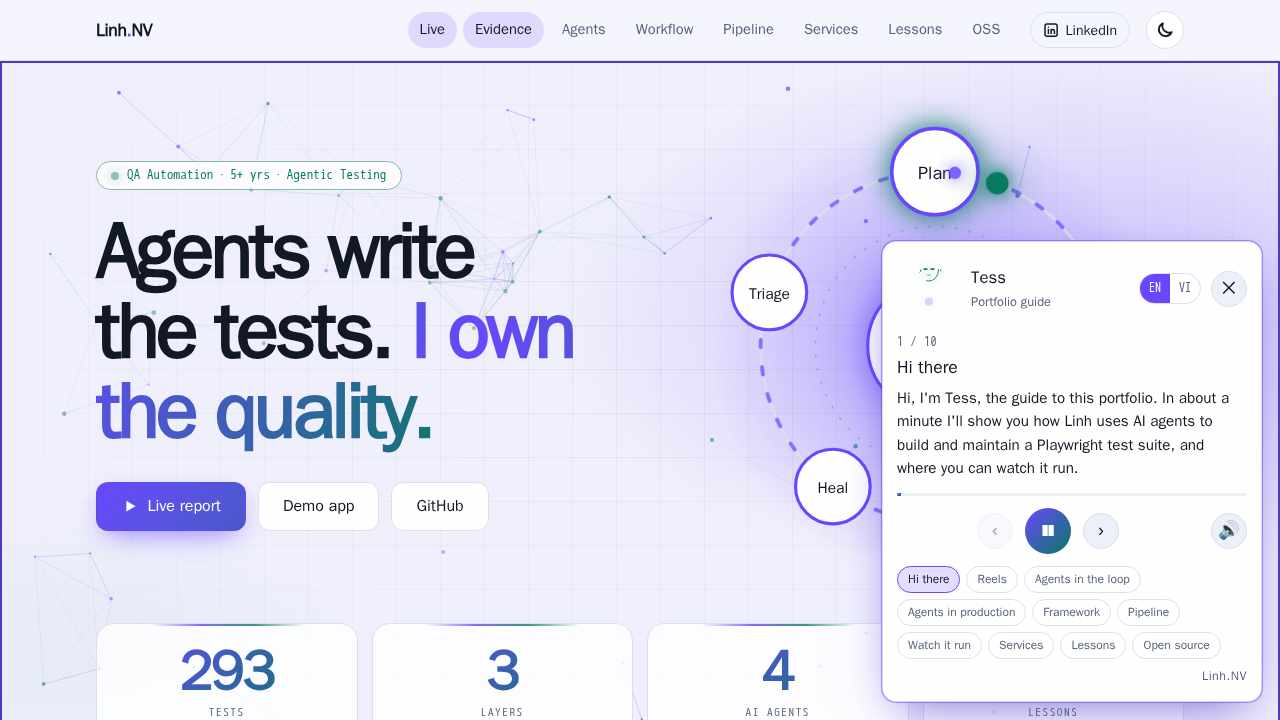 Linh.NV
Live
Evidence
Agents
Workflow
Pipeline
Services
Lessons
OSS
LinkedIn
QA Automation · 5+ yrs · Agentic Testing
Agents write
the tests. I own
the quality.
Live report
Demo app
GitHub
Plan
Triage
Heal
293
TESTS
3
LAYERS
4
AI AGENTS
LESSONS
Tess
Portfolio guide
EN
VI
1 / 10
Hi there
Hi, I'm Tess, the guide to this portfolio. In about a
minute I'll show you how Linh uses AI agents to
build and maintain a Playwright test suite, and
where you can watch it run.
Hi there
Reels
Agents in the loop
Agents in production
Framework
Pipeline
Watch it run
Services
Lessons
Open source
Linh.NV